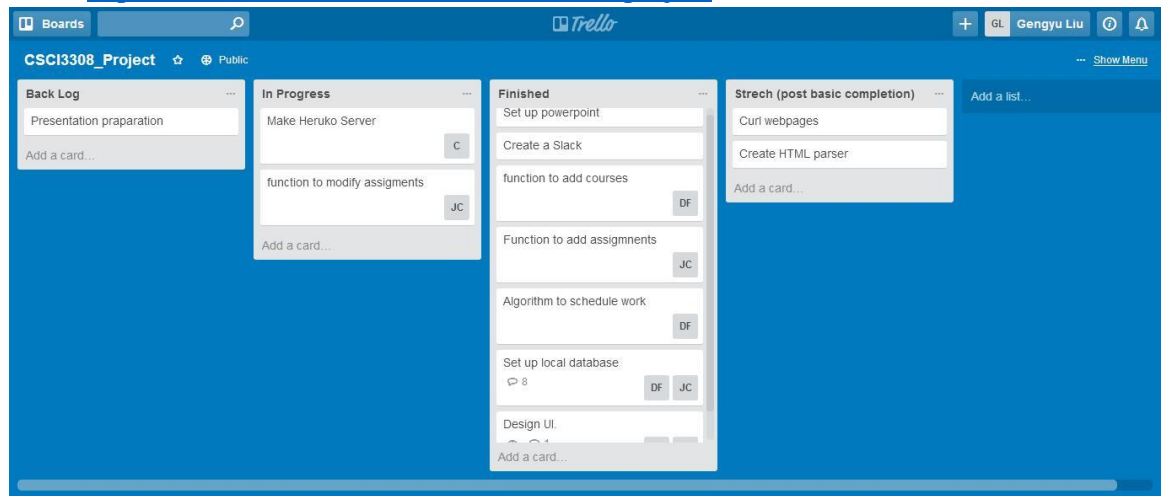 Boards
Trello
GL Gengyu Liu
CSCI3308_Project Public
... Show Menu
Back Log ...
Presentation praparation
Add a card...
In Progress ...
Make Heruko Server
C
function to modify assigments
JC
Add a card...
Finished ...
Set up powerpoint
Create a Slack
function to add courses
DF
Function to add assigmnents
JC
Algorithm to schedule work
DF
Set up local database
8
DF JC
Design UI.
Add a card...
Strech (post basic completion) ...
Curl webpages
Create HTML parser
Add a card...
Add a list...